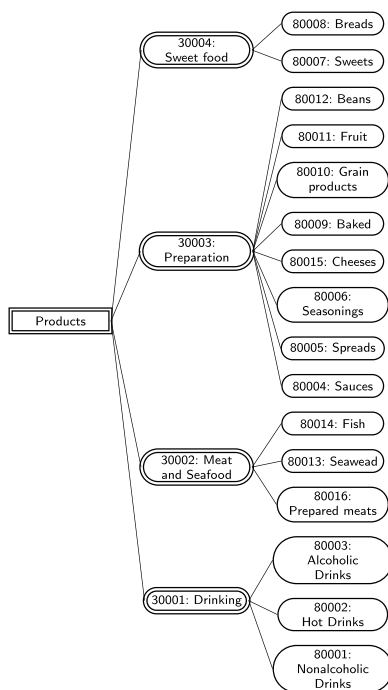 30004:
Sweet food
80008: Breads
80007: Sweets
80012: Beans
80011: Fruit
80010: Grain
products
30003:
Preparation
80009: Baked
80015: Cheeses
80006:
Seasonings
80005: Spreads
80004: Sauces
Products
80014: Fish
30002: Meat
and Seafood
80013: Seawead
80016:
Prepared meats
80003:
Alcoholic
Drinks
30001: Drinking
80002:
Hot Drinks
80001:
Nonalcoholic
Drinks